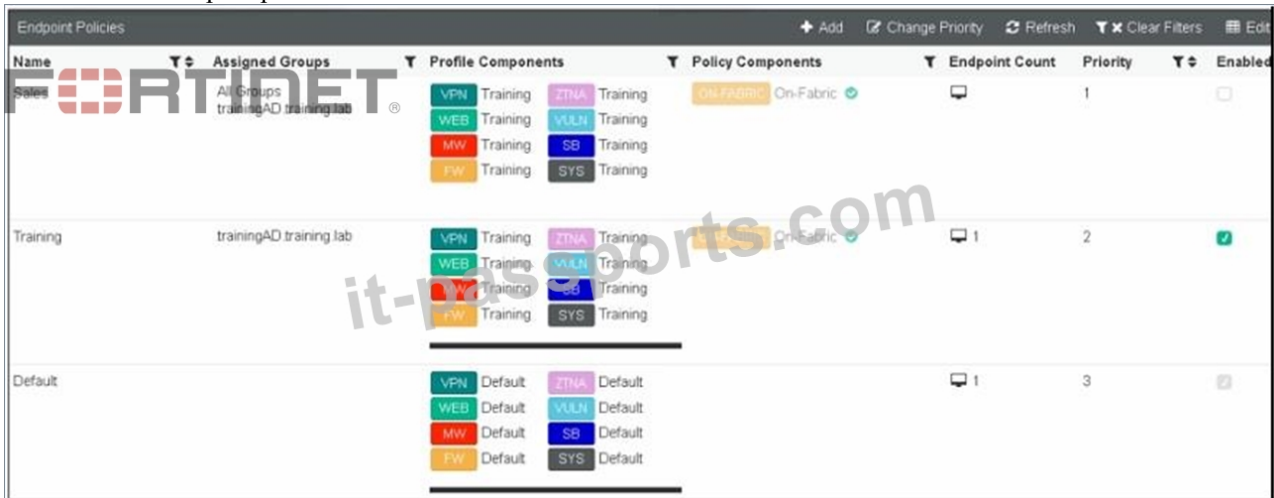 Endpoint Policies + Add Change Priority Refresh Clear Filters Edit
Name Assigned Groups Profile Components Policy Components Endpoint Count Priority Enabled
FORTINET®
Sales All Groups VPN Training ZTNA Training ON-FABRIC On-Fabric 1
trainingAD.training.lab
WEB Training VULN Training
MW Training SB Training
FW Training SYS Training
Training trainingAD.training.lab VPN Training ZTNA Training On-Fabric 1 2
WEB Training VULN Training
MW Training SB Training
FW Training SYS Training
it-passports.com
Default VPN Default ZTNA Default 1 3
WEB Default VULN Default
MW Default SB Default
FW Default SYS Default